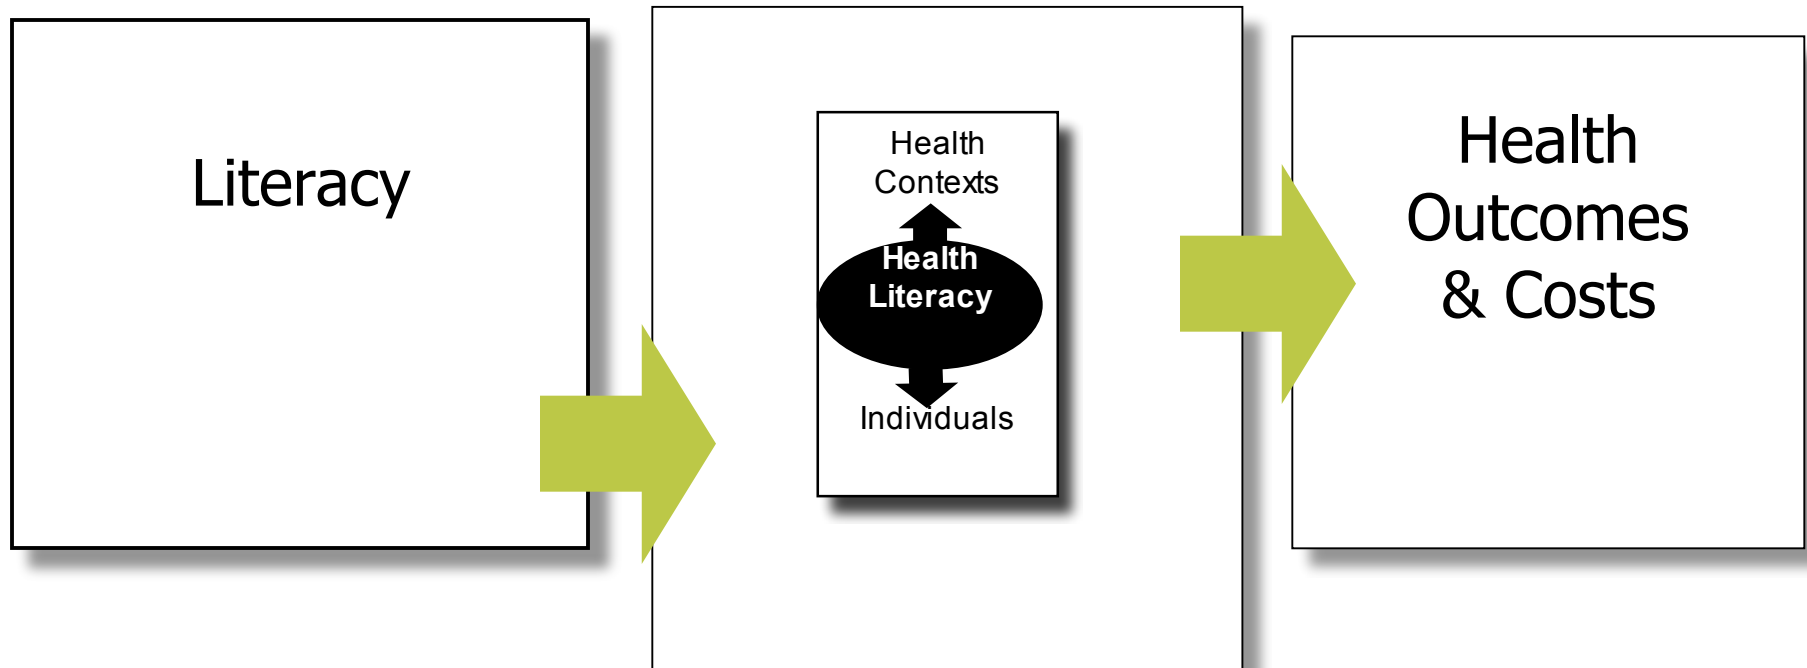 Literacy
Health
Contexts
Health
Literacy
Individuals
Health
Outcomes
& Costs